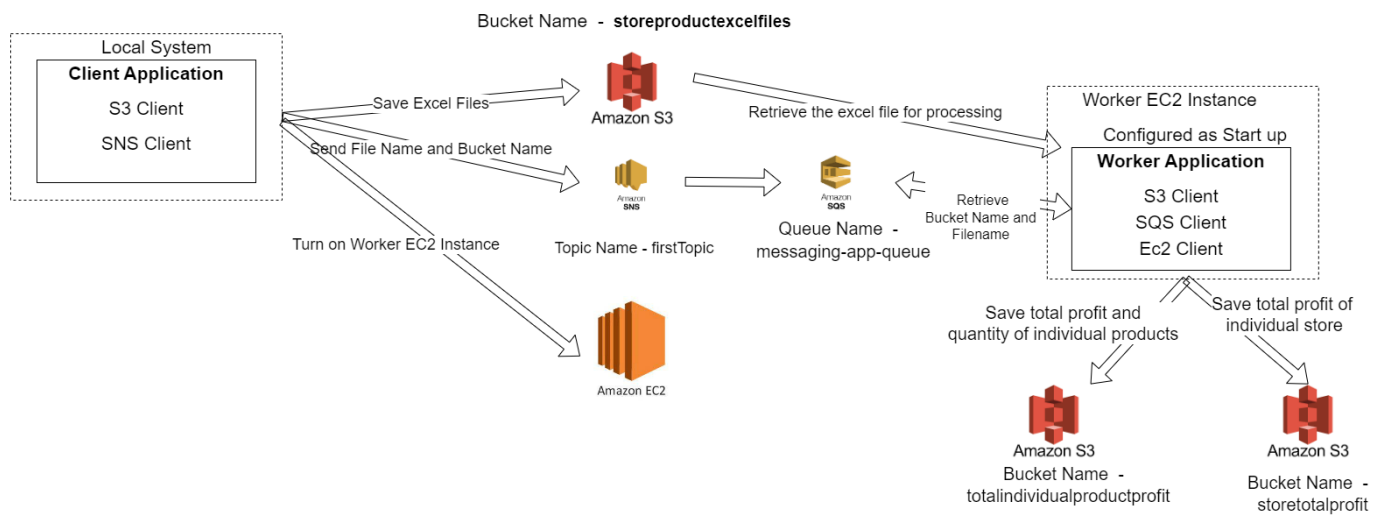 Bucket Name - storeproductexcelfiles
Local System
Client Application
S3 Client
SNS Client
Save Excel Files
Send File Name and Bucket Name
Turn on Worker EC2 Instance
Amazon S3
Amazon
SNS
Topic Name - firstTopic
Amazon EC2
Retrieve the excel file for processing
Amazon
SQS
Queue Name -
messaging-app-queue
Retrieve
Bucket Name and
Filename
Worker EC2 Instance
Configured as Start up
Worker Application
S3 Client
SQS Client
Ec2 Client
Save total profit and
quantity of individual products
Save total profit of
individual store
Amazon S3
Bucket Name -
totalindividualproductprofit
Amazon S3
Bucket Name -
storetotalprofit